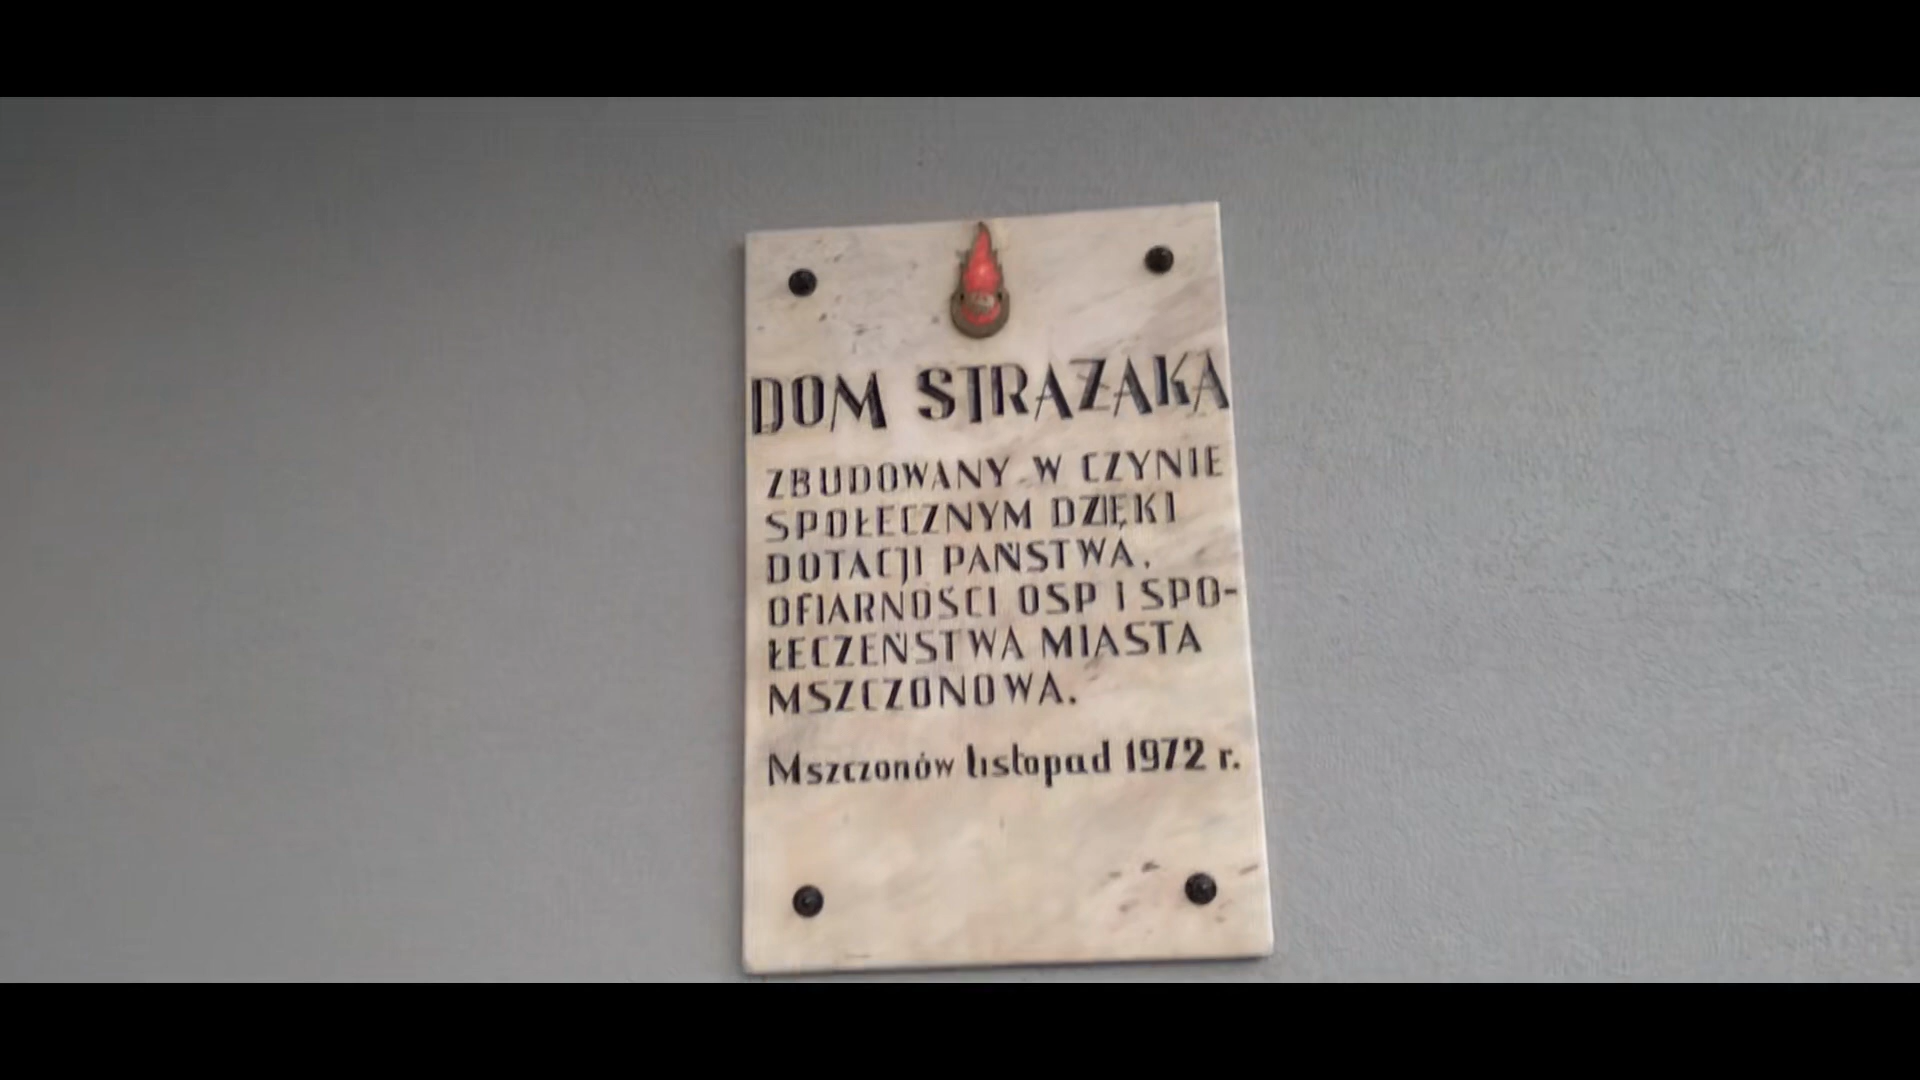 DOM STRAŻAKA
ZBUDOWANY W CZYNIE
SPOŁECZNYM DZIĘKI
DOTACJI PAŃSTWA,
OFIARNOŚCI OSP I SPO-
ŁECZEŃSTWA MIASTA
MSZCZONOWA.
Mszczonów listopad 1972 r.